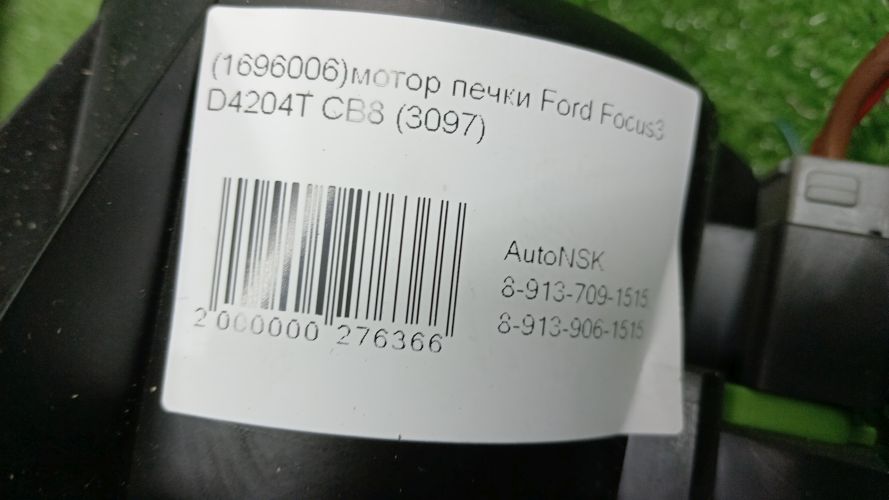 (1696006)мотор печки Ford Focus3
D4204T CB8 (3097)
AutoNSK
8-913-709-1515
8-913-906-1515
2 000000 276366